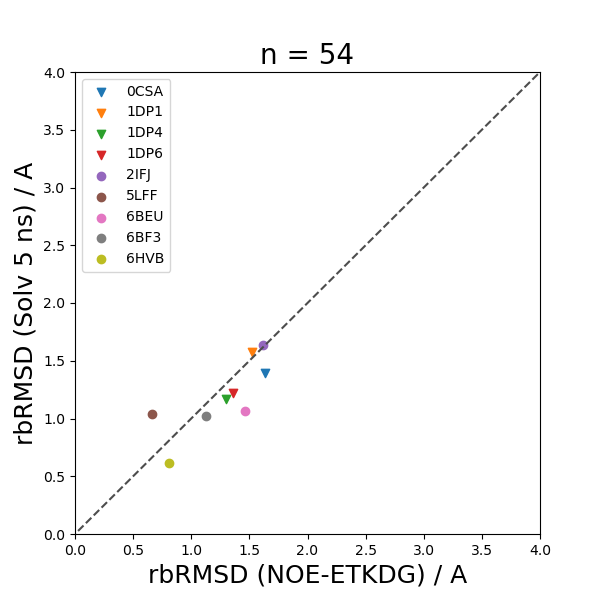 n = 54
4.0
3.5
3.0
2.5
2.0
1.5
1.0
0.5
0.0
rbRMSD (Solv 5 ns) / A
0CSA
1DP1
1DP4
1DP6
2IFJ
5LFF
6BEU
6BF3
6HVB
0.0 0.5 1.0 1.5 2.0 2.5 3.0 3.5 4.0
rbRMSD (NOE-ETKDG) / A